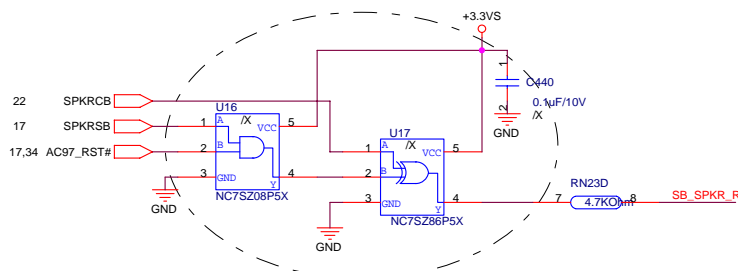 +3.3VS
1
C440
22 SPKRCB
0.1uF/10V
2
/X
GND
U16
/X
17 SPKRSB
1 A VCC 5
U17
/X
17,34 AC97_RST#
2 B
1 A VCC 5
3 GND Y 4
2 B
RN23D
NC7SZ08P5X
GND
3 GND Y 4
7 4.7KOhm 8
SB_SPKR_R
NC7SZ86P5X
GND